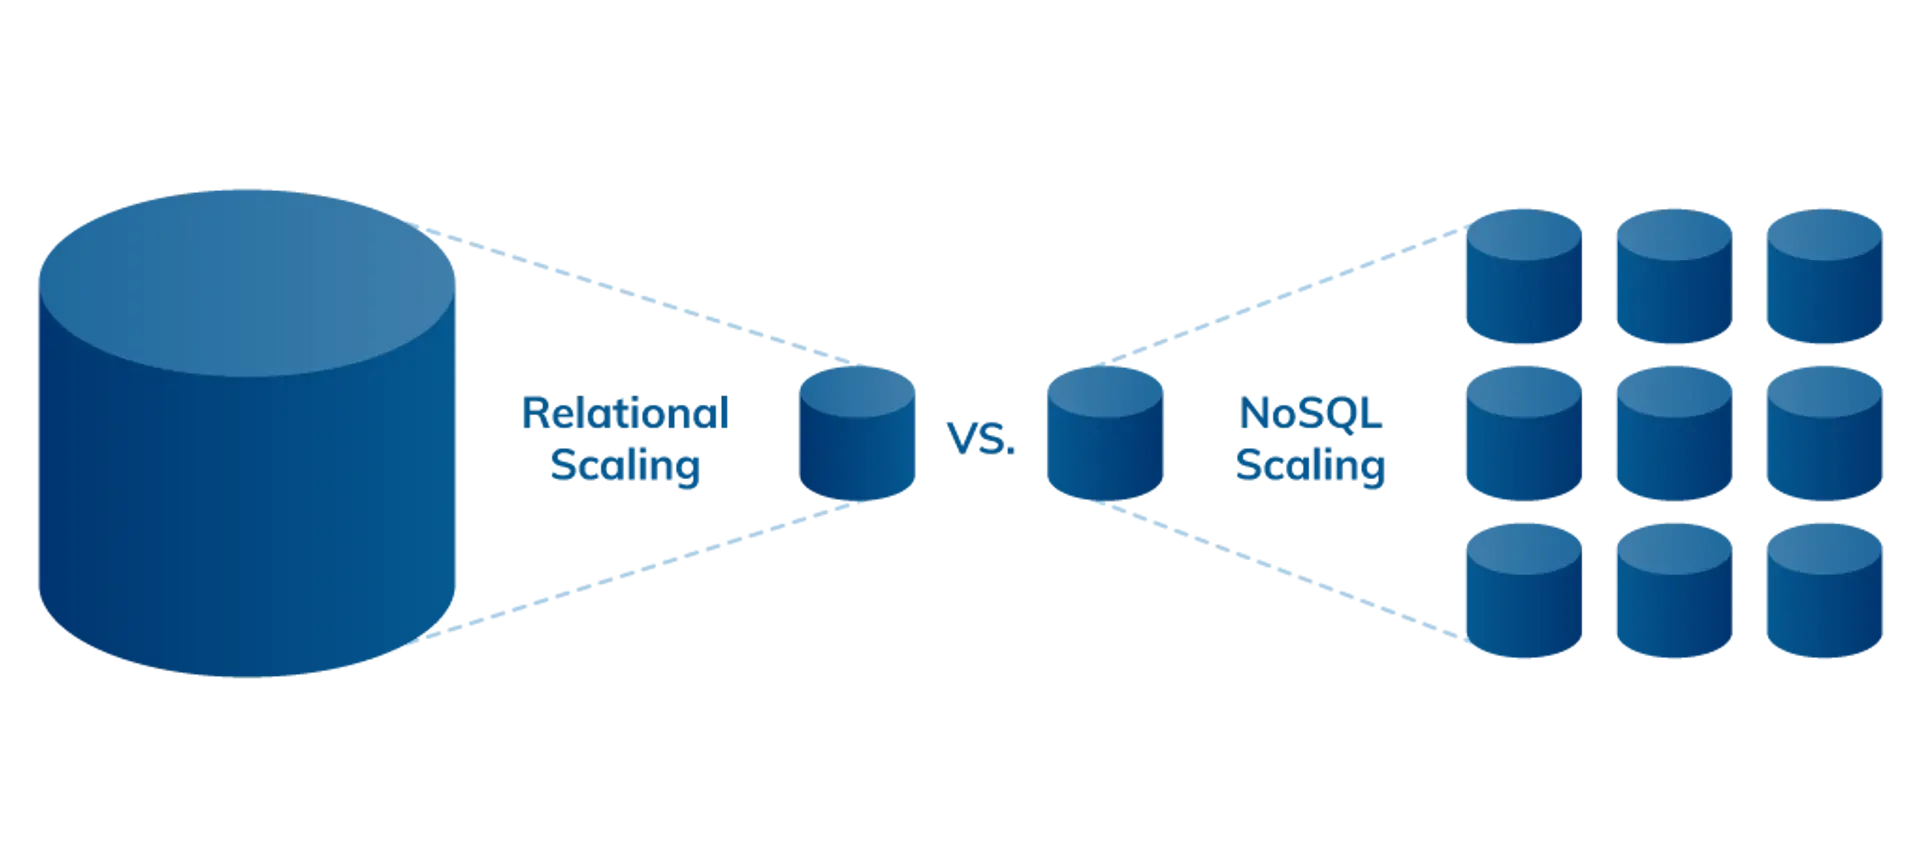 Relational
Scaling
VS.
NoSQL
Scaling